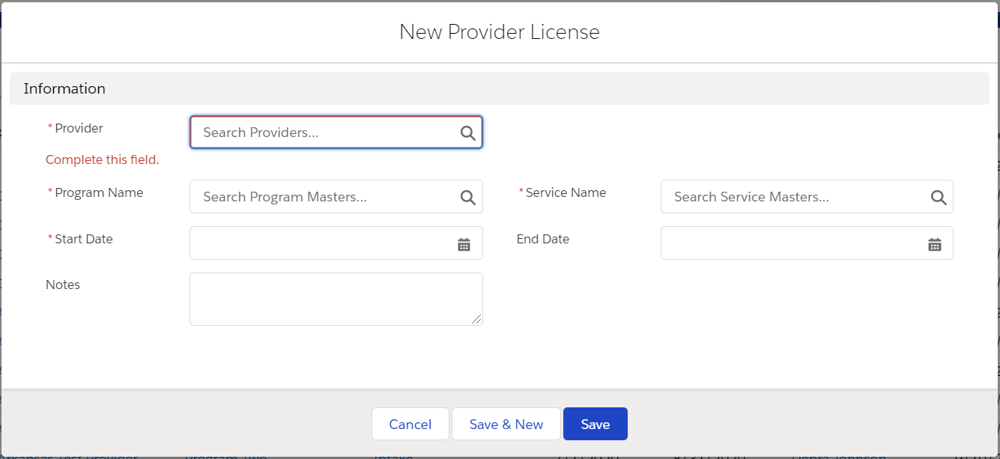 New Provider License
Information
*Provider
Search Providers...
Complete this field.
*Program Name
Search Program Masters...
*Service Name
Search Service Masters...
*Start Date
End Date
Notes
Cancel
Save & New
Save